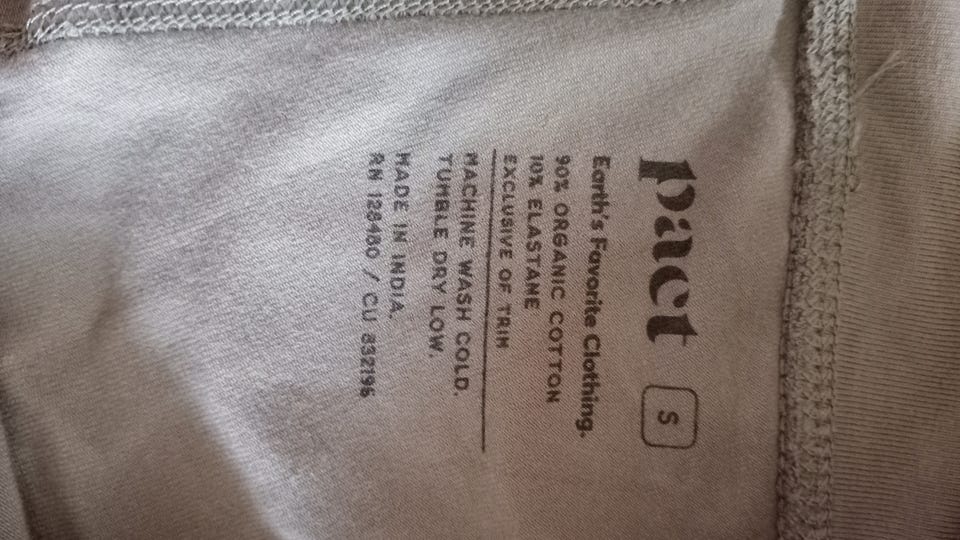 pact S
Earth's Favorite Clothing.
90% ORGANIC COTTON
10% ELASTANE
EXCLUSIVE OF TRIM
MACHINE WASH COLD.
TUMBLE DRY LOW.
MADE IN INDIA.
RN 128480 / CU 832196